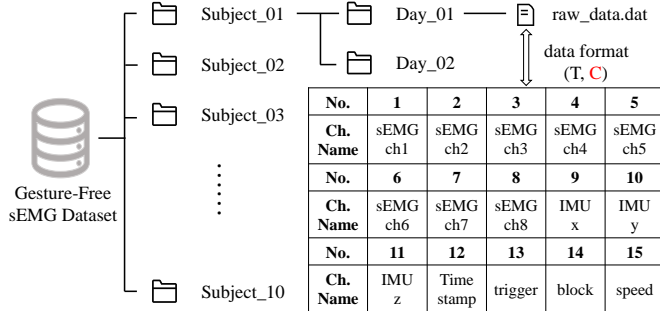 Subject_01
Day_01
raw_data.dat
Subject_02
Day_02
data format
(T, C)
Subject_03
Gesture-Free
sEMG Dataset
Subject_10
No. 1 2 3 4 5
Ch. sEMG sEMG sEMG sEMG sEMG
Name ch1 ch2 ch3 ch4 ch5
No. 6 7 8 9 10
Ch. sEMG sEMG sEMG IMU IMU
Name ch6 ch7 ch8 x y
No. 11 12 13 14 15
Ch. IMU Time trigger block speed
Name z stamp